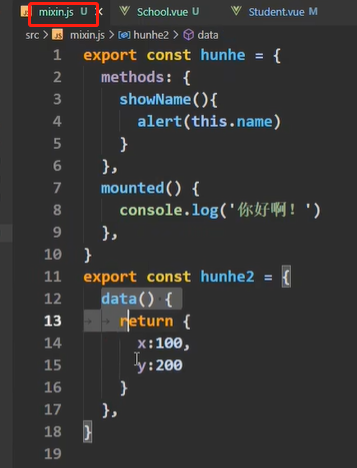 mixin.js U × School.vue U Student.vue M
src > mixin.js > hunhe2 > data
1 export const hunhe = {
2 methods: {
3 showName(){
4 alert(this.name)
5 }
6 },
7 mounted() {
8 console.log('你好啊！')
9 },
10 }
11 export const hunhe2 = {
12 data() {
13 return {
14 x:100,
15 y:200
16 }
17 },
18 }
19